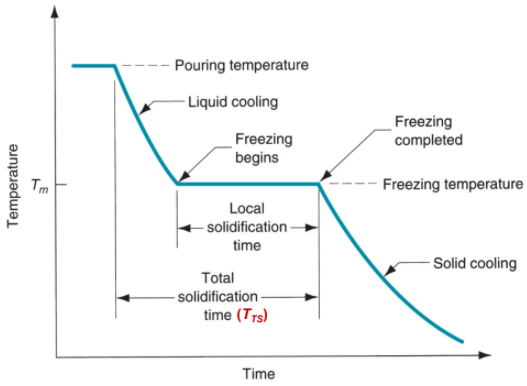 Pouring temperature
Liquid cooling
Freezing
begins
Freezing
completed
Temperature
Tm
Freezing temperature
Local
solidification
time
Solid cooling
Total
solidification
time (TTS)
Time